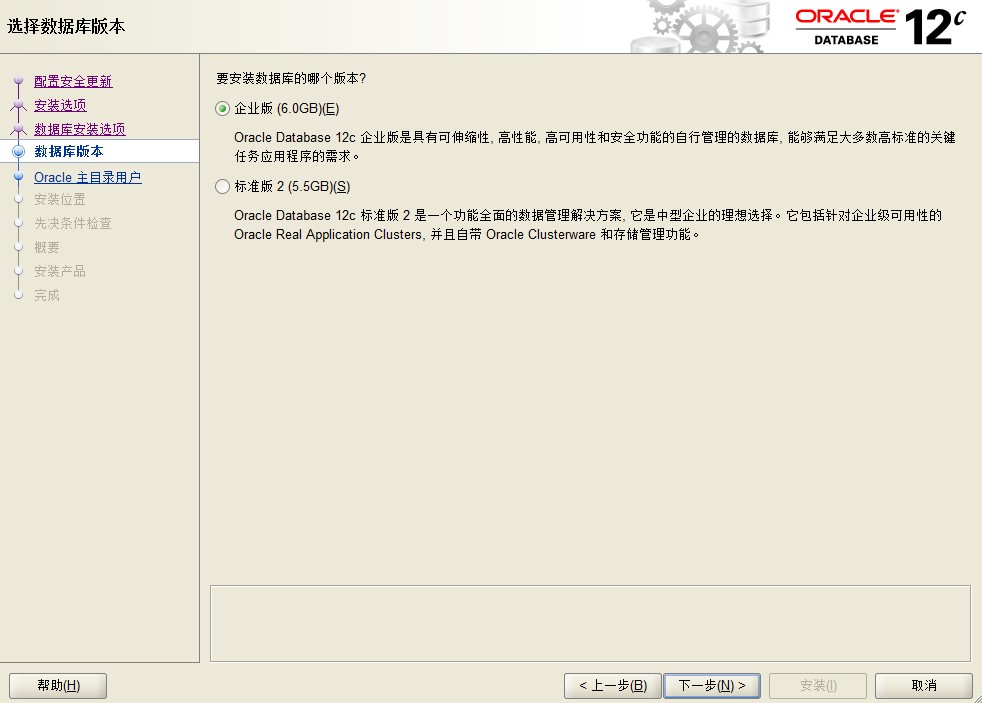 选择数据库版本
ORACLE®
DATABASE
12c
配置安全更新
安装选项
数据库安装选项
数据库版本
Oracle 主目录用户
安装位置
先决条件检查
概要
安装产品
完成
要安装数据库的哪个版本?
企业版 (6.0GB)(E)
Oracle Database 12c 企业版是具有可伸缩性, 高性能, 高可用性和安全功能的自行管理的数据库, 能够满足大多数高标准的关键
任务应用程序的需求。
标准版 2 (5.5GB)(S)
Oracle Database 12c 标准版 2 是一个功能全面的数据管理解决方案, 它是中型企业的理想选择。它包括针对企业级可用性的
Oracle Real Application Clusters, 并且自带 Oracle Clusterware 和存储管理功能。
帮助(H)
< 上一步(B)
下一步(N) >
安装(I)
取消